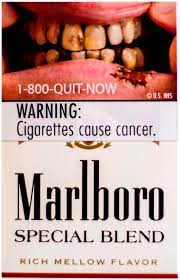 1-800-QUIT-NOW
© U.S. HHS
WARNING:
Cigarettes cause cancer.
Marlboro
SPECIAL BLEND
RICH MELLOW FLAVOR